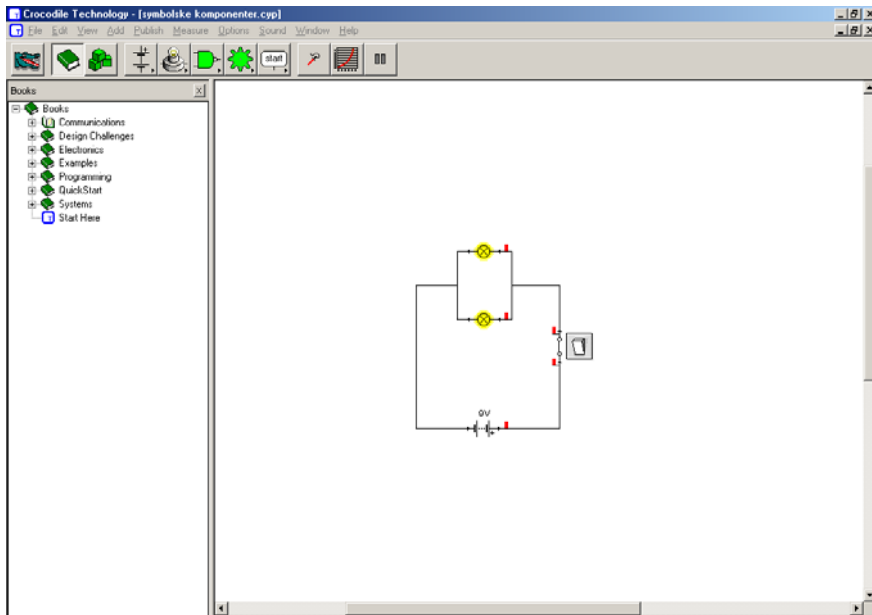 Crocodile Technology - [symbolske komponenter.cyp]
File Edit View Add Publish Measure Options Sound Window Help
start
Books
Books
Communications
Design Challenges
Electronics
Examples
Programming
QuickStart
Systems
Start Here
9V